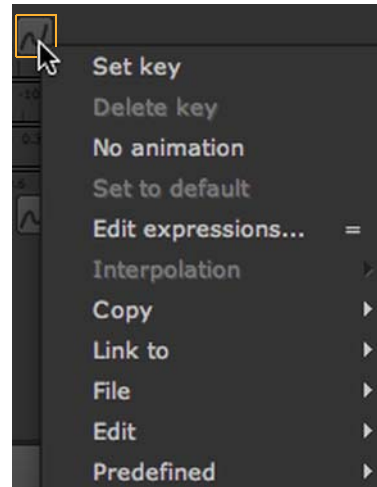 Set key
Delete key
No animation
Set to default
Edit expressions... =
Interpolation
Copy
Link to
File
Edit
Predefined